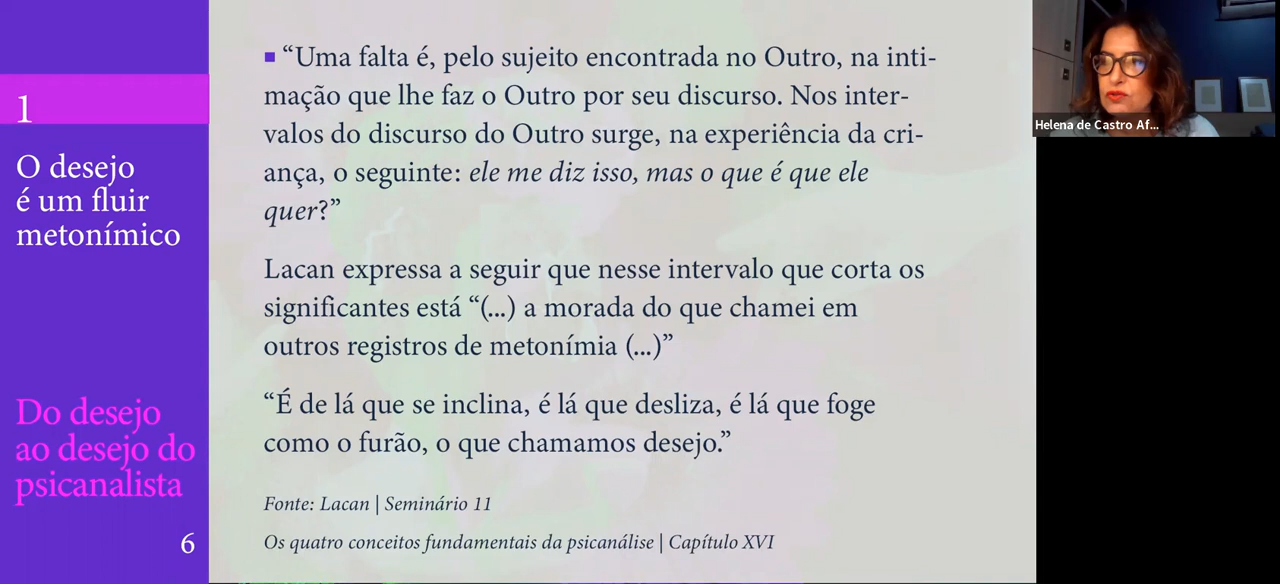 1
O desejo
é um fluir
metonímico
Do desejo
ao desejo do
psicanalista
6
▪ “Uma falta é, pelo sujeito encontrada no Outro, na inti-
mação que lhe faz o Outro por seu discurso. Nos inter-
valos do discurso do Outro surge, na experiência da cri-
ança, o seguinte: ele me diz isso, mas o que é que ele
quer?”
Lacan expressa a seguir que nesse intervalo que corta os
significantes está “(...) a morada do que chamei em
outros registros de metonímia (...)”
“É de lá que se inclina, é lá que desliza, é lá que foge
como o furão, o que chamamos desejo.”
Fonte: Lacan | Seminário 11
Os quatro conceitos fundamentais da psicanálise | Capítulo XVI
Helena de Castro Af...